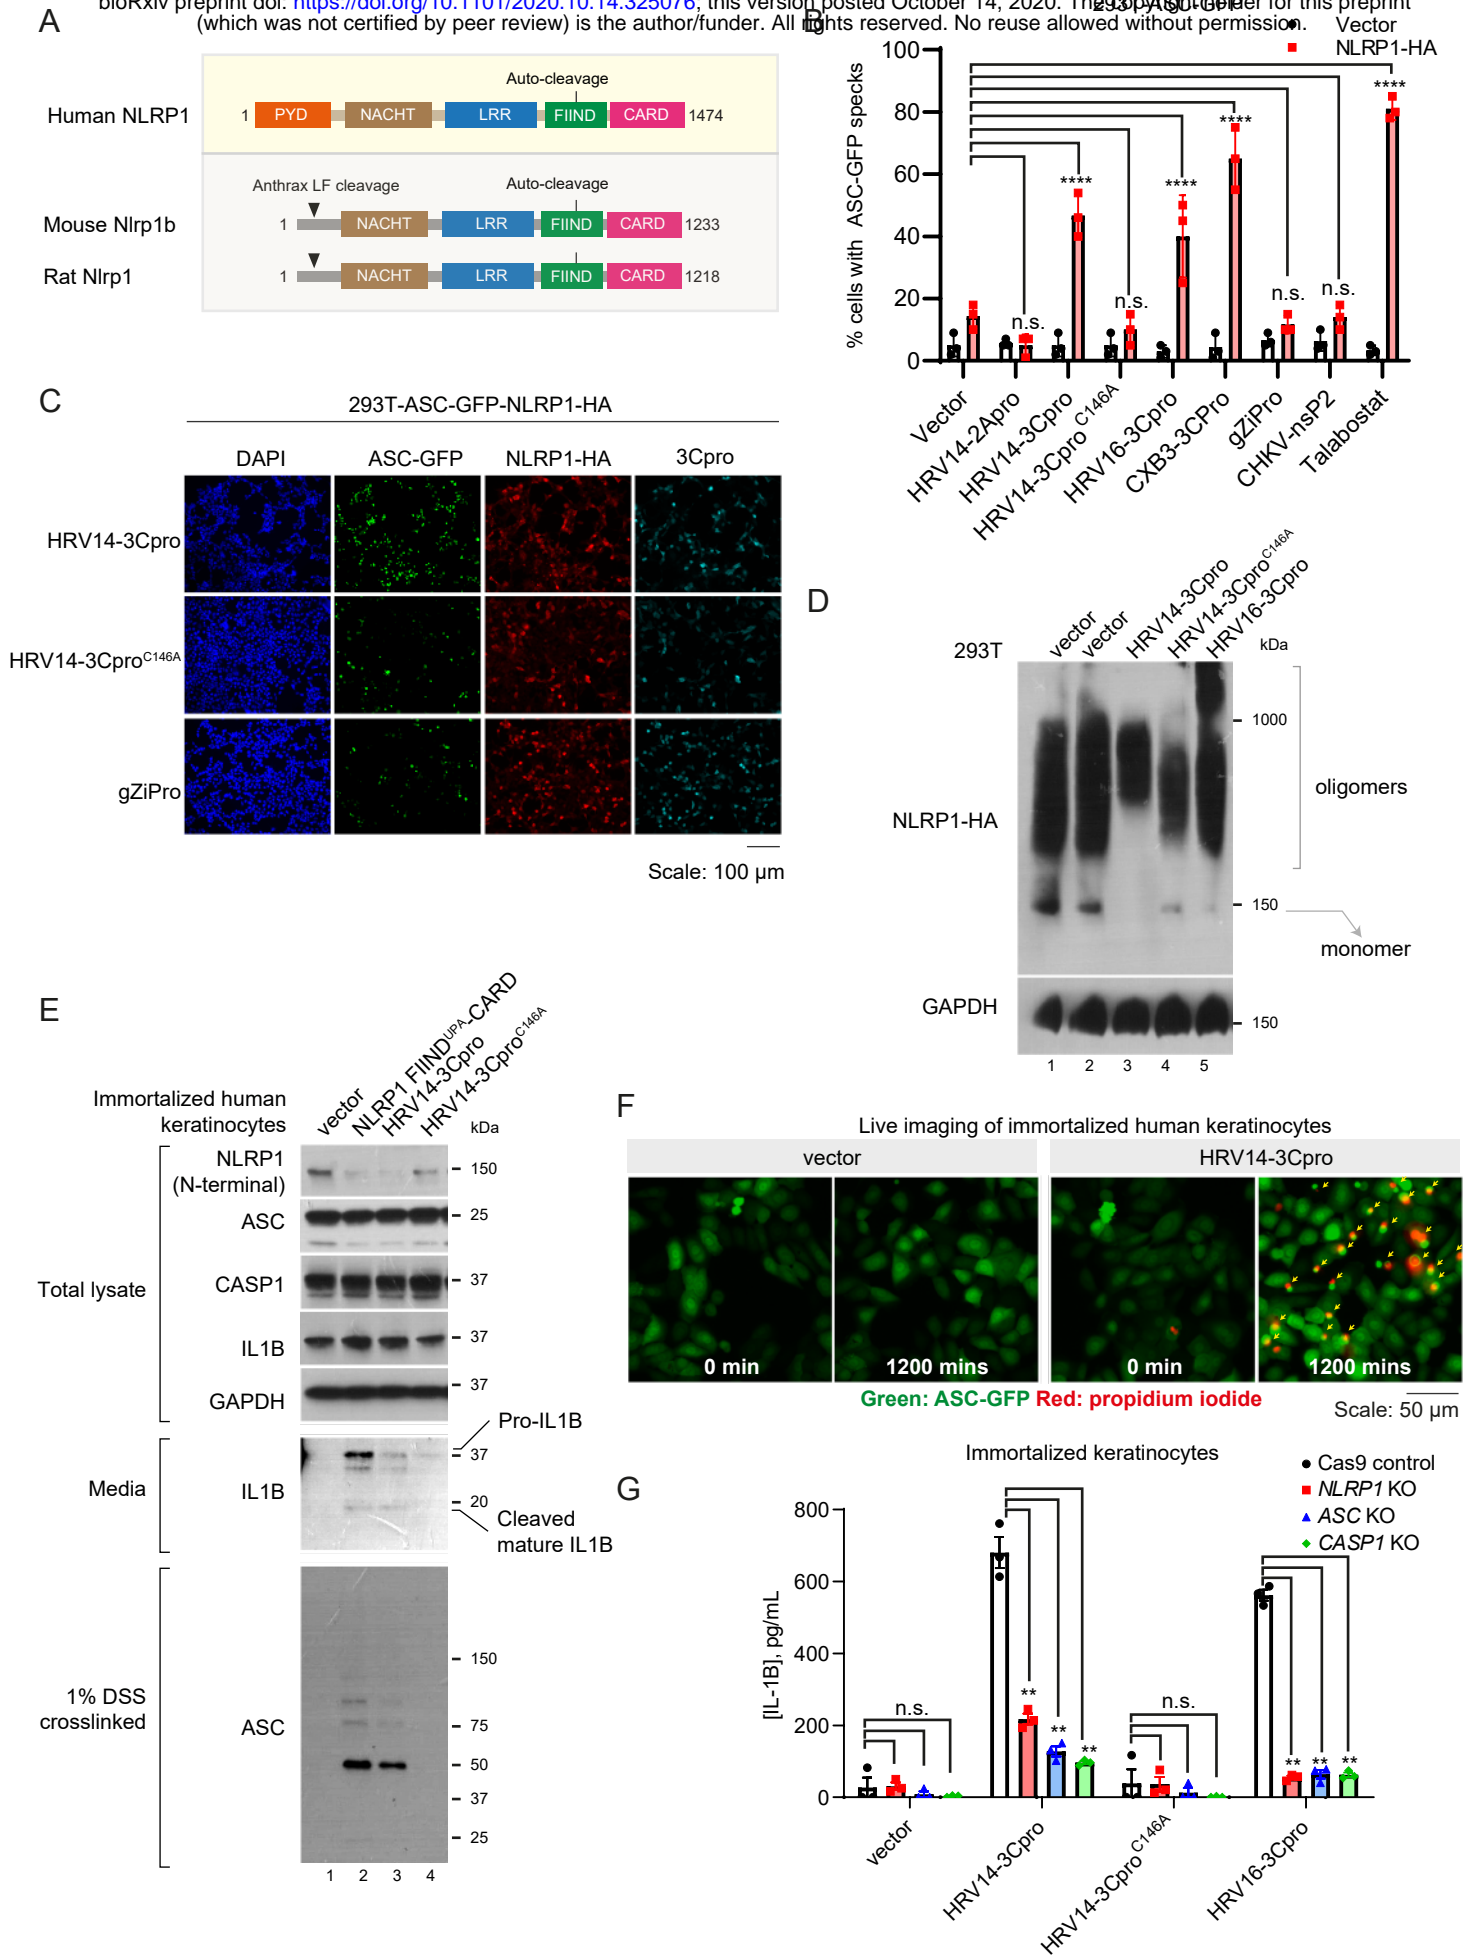 bioRxiv preprint doi: https://doi.org/10.1101/2020.10.14.325076; this version posted October 14, 2020. The copyright holder for this preprint
(which was not certified by peer review) is the author/funder. All rights reserved. No reuse allowed without permission.
A
Human NLRP1
Auto-cleavage
1 PYD NACHT LRR FIIND CARD 1474
Anthrax LF cleavage
Auto-cleavage
Mouse Nlrp1b
1 NACHT LRR FIIND CARD 1233
Rat Nlrp1
1 NACHT LRR FIIND CARD 1218
B
293T-ASC-GFP
Vector
NLRP1-HA
% cells with ASC-GFP specks
100
80
60
40
20
0
n.s.
****
n.s.
****
****
n.s.
n.s.
****
Vector
HRV14-2Apro
HRV14-3Cpro
HRV14-3Cpro C146A
HRV16-3Cpro
CXB3-3CPro
gZiPro
CHKV-nsP2
Talabostat
C
293T-ASC-GFP-NLRP1-HA
DAPI ASC-GFP NLRP1-HA 3Cpro
HRV14-3Cpro
HRV14-3Cpro C146A
gZiPro
Scale: 100 µm
D
293T
vector
vector
HRV14-3Cpro
HRV14-3Cpro C146A
HRV16-3Cpro
kDa
1000
oligomers
NLRP1-HA
150
monomer
GAPDH
150
1 2 3 4 5
E
Immortalized human
keratinocytes
vector
NLRP1 FIIND UPA-CARD
HRV14-3Cpro
HRV14-3Cpro C146A
kDa
Total lysate
NLRP1
(N-terminal)
150
ASC
25
CASP1
37
IL1B
37
GAPDH
37
Media
IL1B
Pro-IL1B
37
20
Cleaved
mature IL1B
1% DSS
crosslinked
ASC
150
75
50
37
25
1 2 3 4
F
Live imaging of immortalized human keratinocytes
vector HRV14-3Cpro
0 min 1200 mins 0 min 1200 mins
Green: ASC-GFP Red: propidium iodide
Scale: 50 µm
G
Immortalized keratinocytes
Cas9 control
NLRP1 KO
ASC KO
CASP1 KO
[IL-1B], pg/mL
800
600
400
200
0
n.s.
**
**
**
n.s.
** ** **
vector
HRV14-3Cpro
HRV14-3Cpro C146A
HRV16-3Cpro